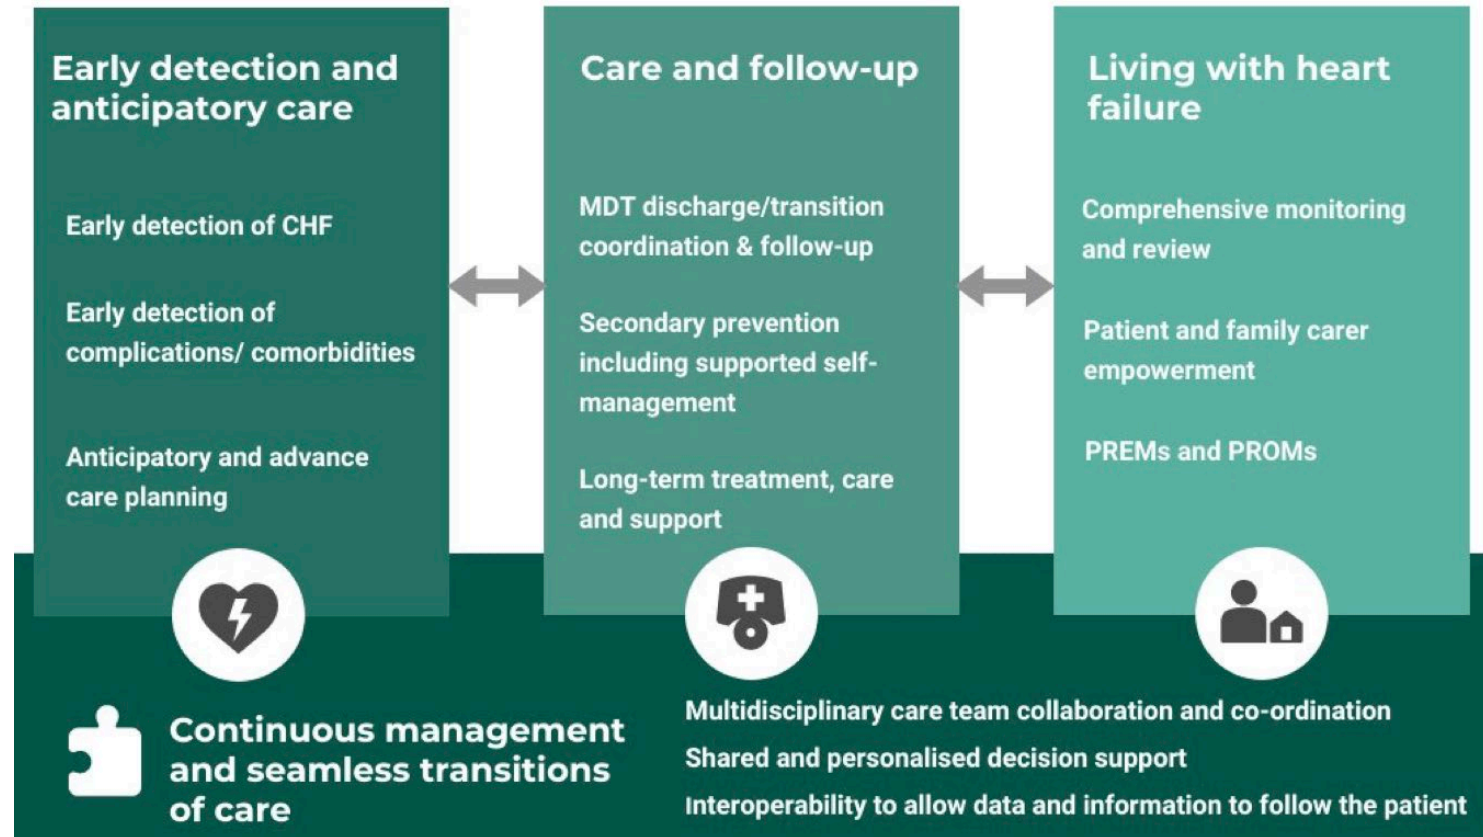 Early detection and
anticipatory care
Early detection of CHF
Early detection of
complications/ comorbidities
Anticipatory and advance
care planning
Care and follow-up
MDT discharge/transition
coordination & follow-up
Secondary prevention
including supported self-
management
Long-term treatment, care
and support
Living with heart
failure
Comprehensive monitoring
and review
Patient and family carer
empowerment
PREMs and PROMs
Continuous management
and seamless transitions
of care
Multidisciplinary care team collaboration and co-ordination
Shared and personalised decision support
Interoperability to allow data and information to follow the patient